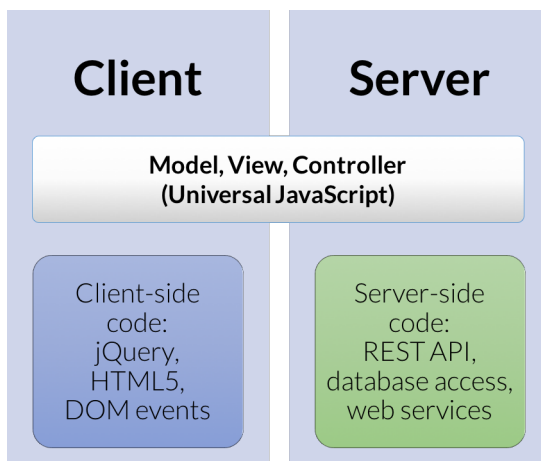 Client
Server
Model, View, Controller
(Universal JavaScript)
Client-side
code:
jQuery,
HTML5,
DOM events
Server-side
code:
REST API,
database access,
web services